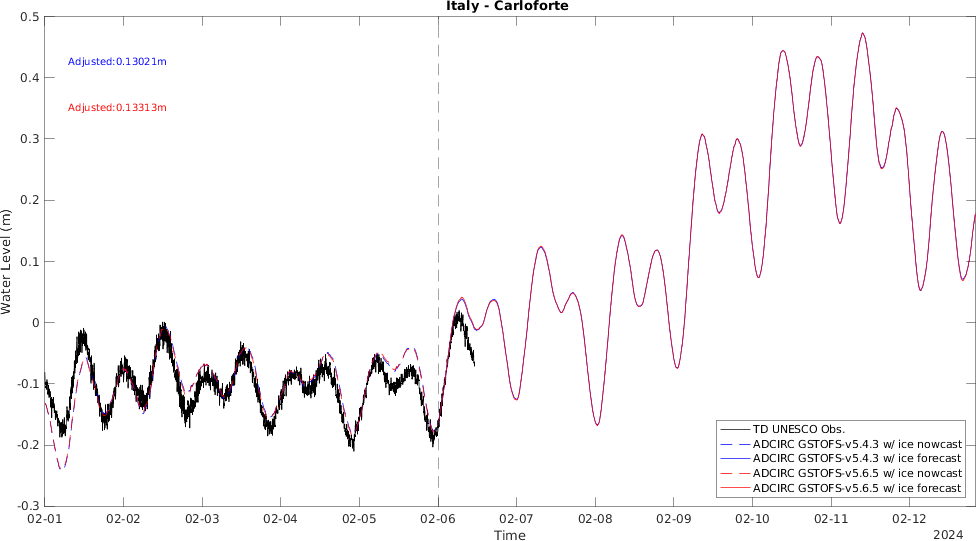 Italy - Carloforte
0.5
Adjusted:0.13021m
0.4
Adjusted:0.13313m
0.3
0.2
0.1
0
-0.1
-0.2
-0.3
Water Level (m)
TD UNESCO Obs.
ADCIRC GSTOFS-v5.4.3 w/ ice nowcast
ADCIRC GSTOFS-v5.4.3 w/ ice forecast
ADCIRC GSTOFS-v5.6.5 w/ ice nowcast
ADCIRC GSTOFS-v5.6.5 w/ ice forecast
02-01 02-02 02-03 02-04 02-05 02-06 02-07 02-08 02-09 02-10 02-11 02-12
Time
2024